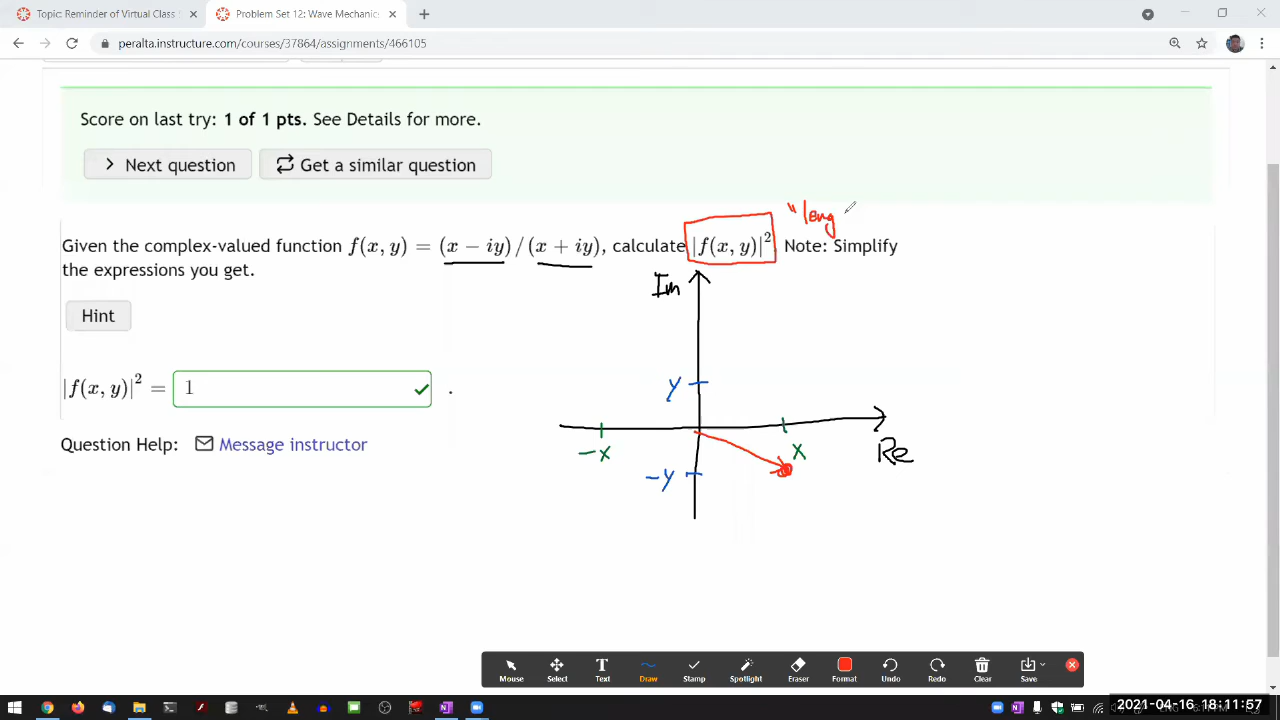 Topic: Reminder of Virtual Class
Problem Set 12: Wave Mechanic
peralta.instructure.com/courses/37864/assignments/466105
Score on last try: 1 of 1 pts. See Details for more.
Next question
Get a similar question
"leng
Given the complex-valued function f(x, y) = (x − iy)/(x + iy), calculate |f(x, y)|² Note: Simplify
the expressions you get.
Im
Hint
y
|f(x, y)|² = 1 .
Question Help: Message instructor
−x
x
Re
−y
Mouse Select Text Draw Stamp Spotlight Eraser Format Undo Redo Clear Save
2021-04-16 18:11:57